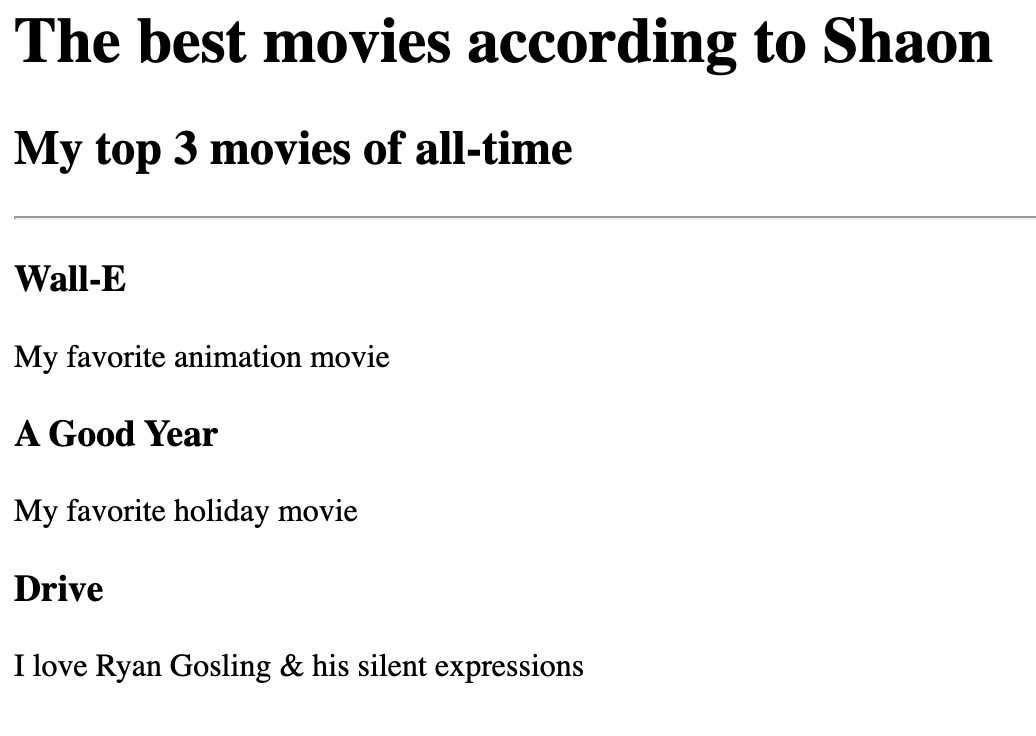 The best movies according to Shaon
My top 3 movies of all-time
Wall-E
My favorite animation movie
A Good Year
My favorite holiday movie
Drive
I love Ryan Gosling & his silent expressions